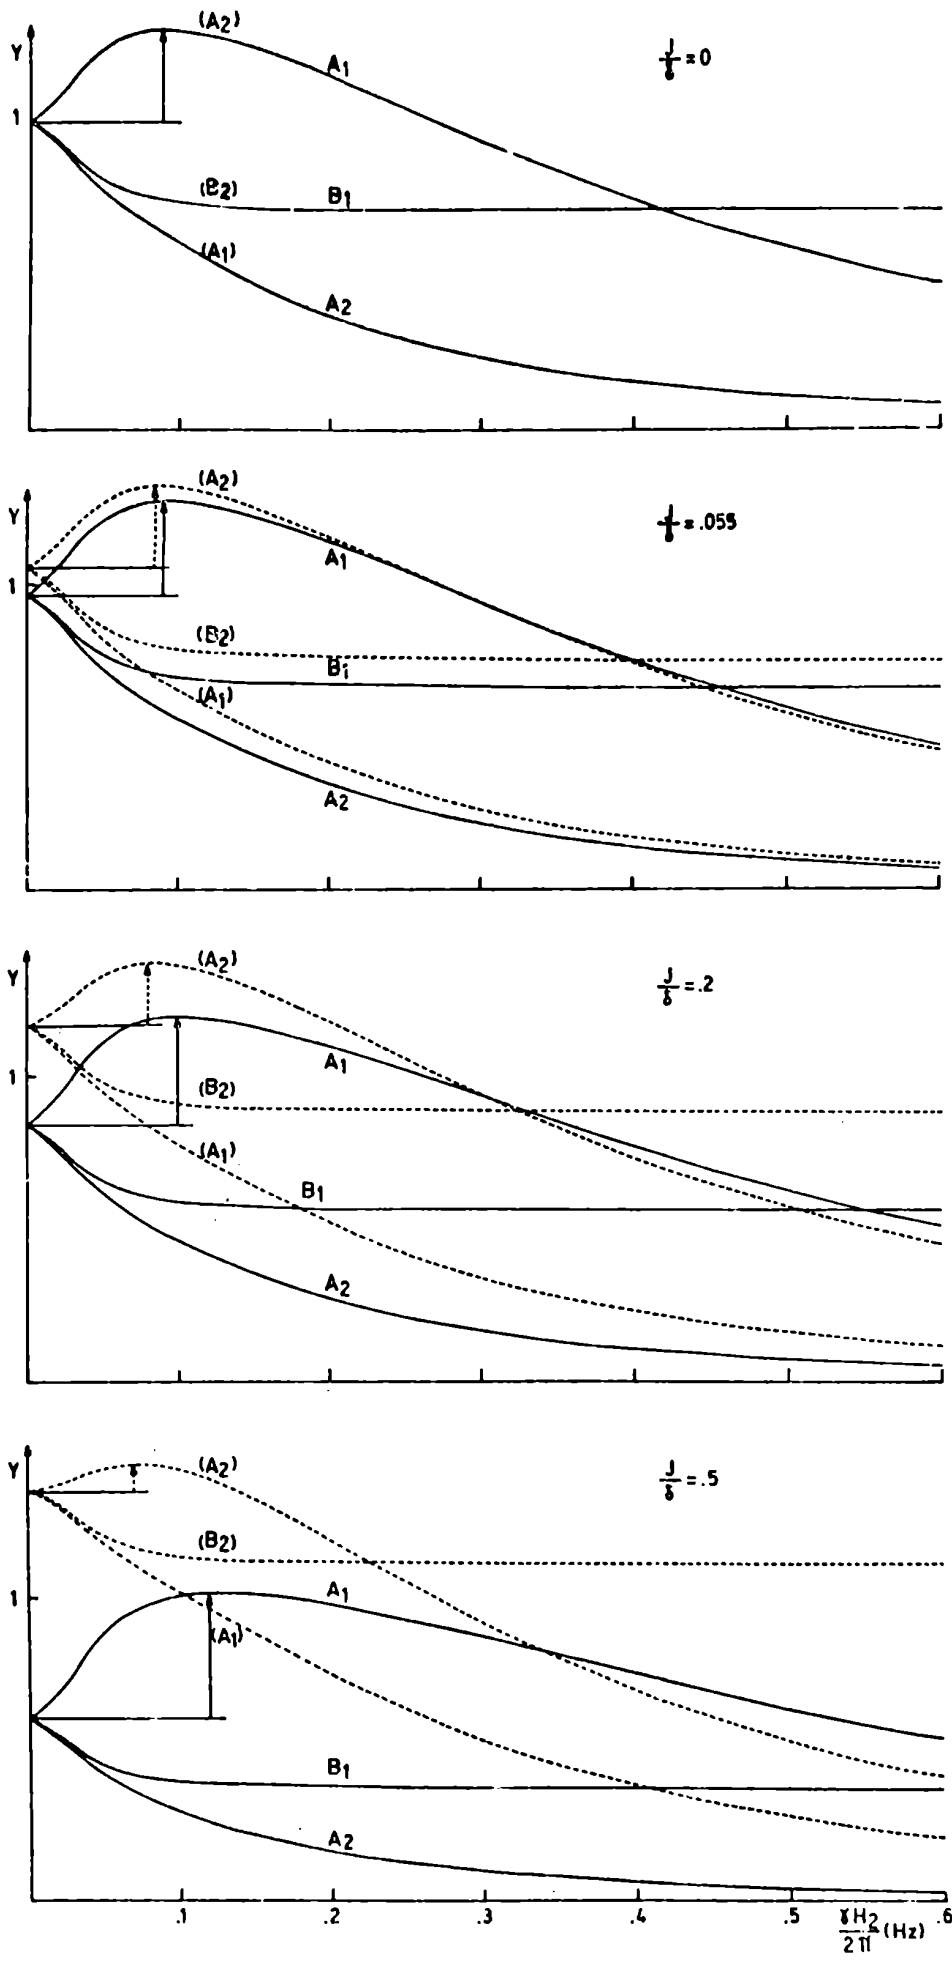 (A2)
Y
J/δ = 0
A1
1
(B2)
B1
(A1)
A2
(A2)
Y
J/δ = .055
A1
1
(B2)
B1
(A1)
A2
(A2)
Y
J/δ = .2
A1
1
(B2)
(A1)
B1
A2
Y
(A2)
J/δ = .5
(B2)
1
A1
(A1)
B1
A2
.1 .2 .3 .4 .5 .6
γH2/2π (Hz)